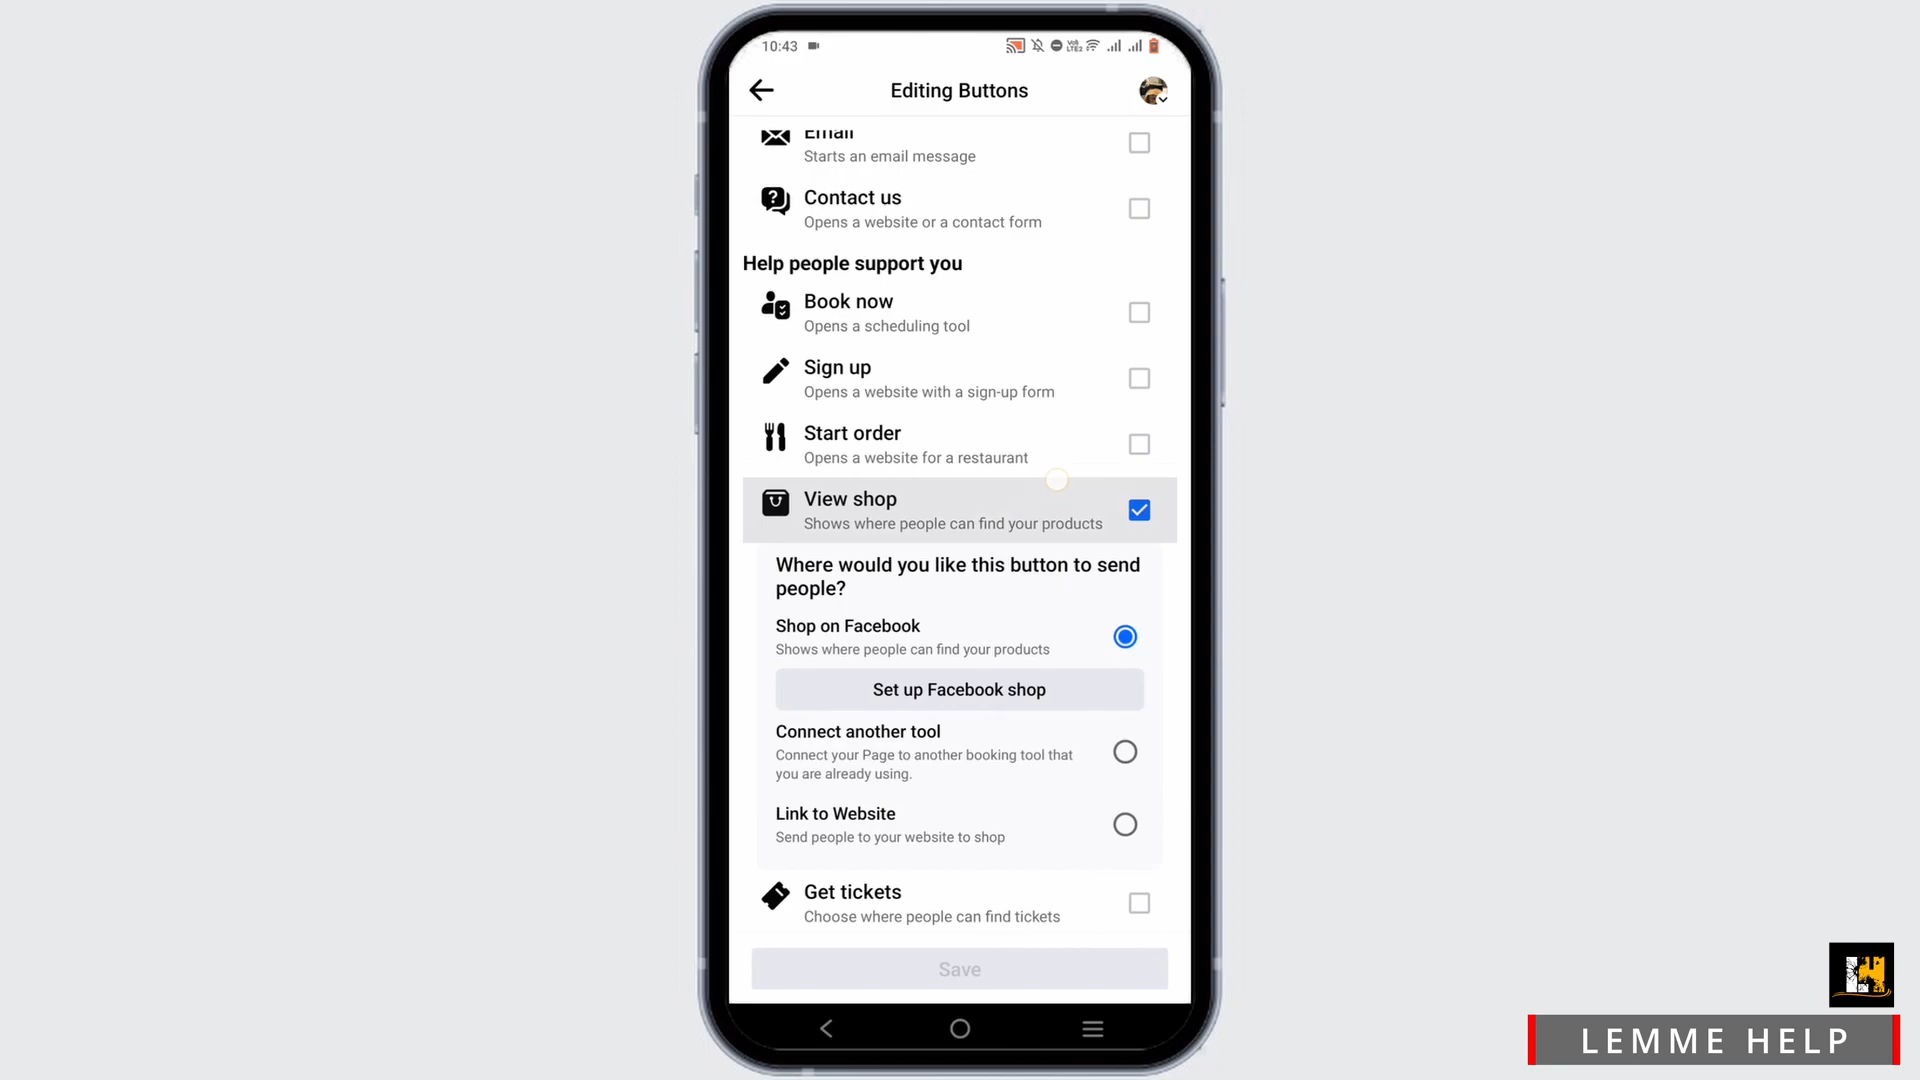 10:43
Editing Buttons
Email
Starts an email message
Contact us
Opens a website or a contact form
Help people support you
Book now
Opens a scheduling tool
Sign up
Opens a website with a sign-up form
Start order
Opens a website for a restaurant
View shop
Shows where people can find your products
Where would you like this button to send
people?
Shop on Facebook
Shows where people can find your products
Set up Facebook shop
Connect another tool
Connect your Page to another booking tool that
you are already using.
Link to Website
Send people to your website to shop
Get tickets
Choose where people can find tickets
Save
LEMME HELP